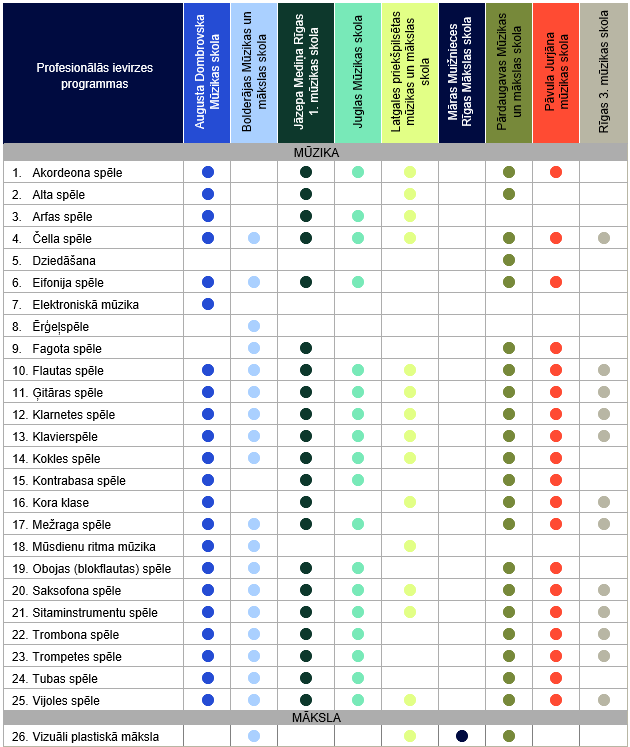 Profesionālās ievirzes
programmas
Augusta Dombrovska
Mūzikas skola
Bolderājas Mūzikas un
mākslas skola
Jāzepa Mediņa Rīgas
1. mūzikas skola
Juglas Mūzikas skola
Latgales priekšpilsētas
mūzikas un mākslas
skola
Māras Muižnieces
Rīgas Mākslas skola
Pārdaugavas Mūzikas
un mākslas skola
Pāvula Jurjāna
mūzikas skola
Rīgas 3. mūzikas skola
MŪZIKA
1. Akordeona spēle
2. Alta spēle
3. Arfas spēle
4. Čella spēle
5. Dziedāšana
6. Eifonija spēle
7. Elektroniskā mūzika
8. Ērģeļspēle
9. Fagota spēle
10. Flautas spēle
11. Ģitāras spēle
12. Klarnetes spēle
13. Klavierspēle
14. Kokles spēle
15. Kontrabasa spēle
16. Kora klase
17. Mežraga spēle
18. Mūsdienu ritma mūzika
19. Obojas (blokflautas) spēle
20. Saksofona spēle
21. Sitaminstrumentu spēle
22. Trombona spēle
23. Trompetes spēle
24. Tubas spēle
25. Vijoles spēle
MĀKSLA
26. Vizuāli plastiskā māksla